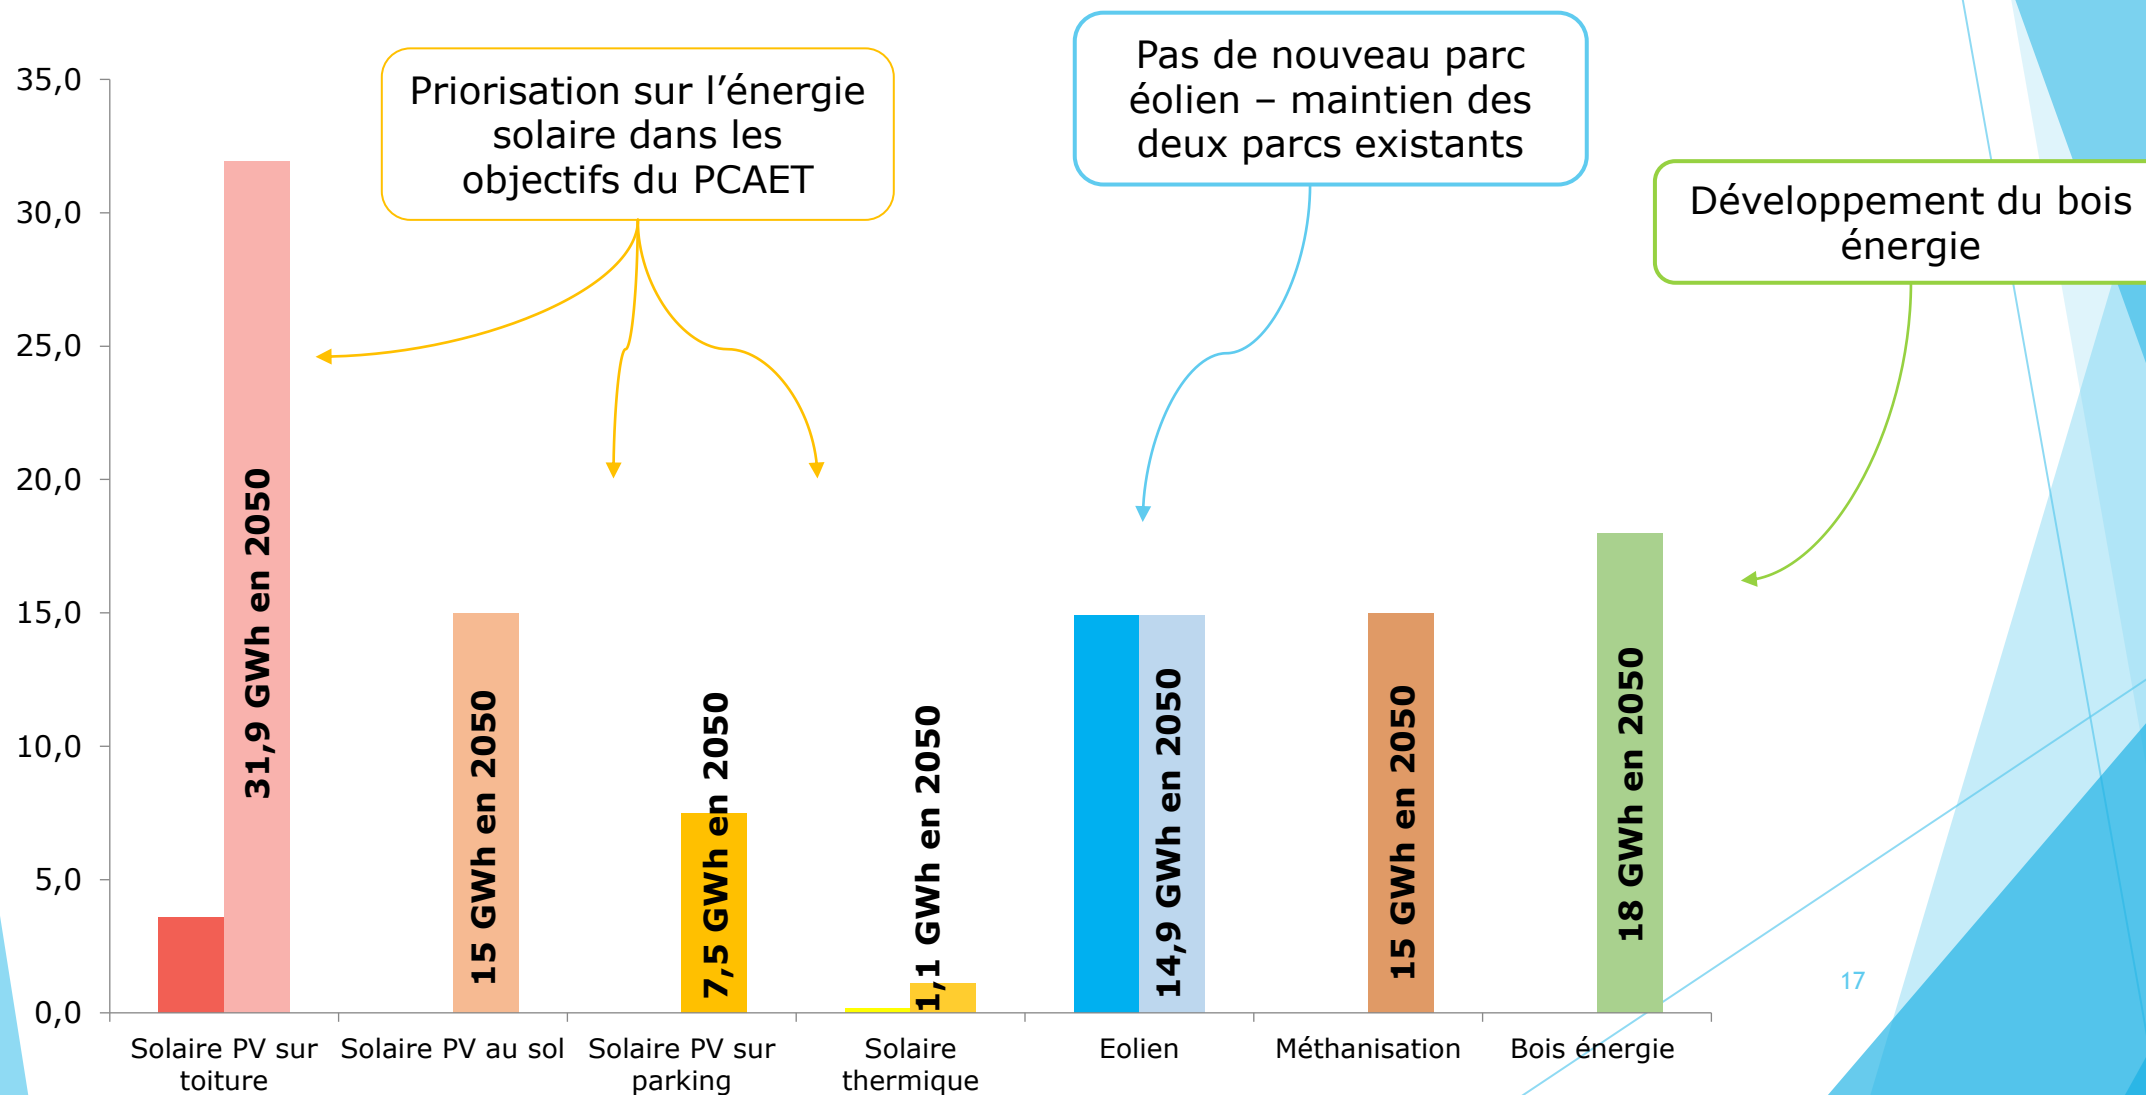 Priorisation sur l’énergie
solaire dans les
objectifs du PCAET
Pas de nouveau parc
éolien – maintien des
deux parcs existants
Développement du bois
énergie
35,0
30,0
25,0
20,0
15,0
10,0
5,0
0,0
31,9 GWh en 2050
15 GWh en 2050
7,5 GWh en 2050
1,1 GWh en 2050
14,9 GWh en 2050
15 GWh en 2050
18 GWh en 2050
Solaire PV sur
toiture
Solaire PV au sol
Solaire PV sur
parking
Solaire
thermique
Eolien
Méthanisation
Bois énergie
17